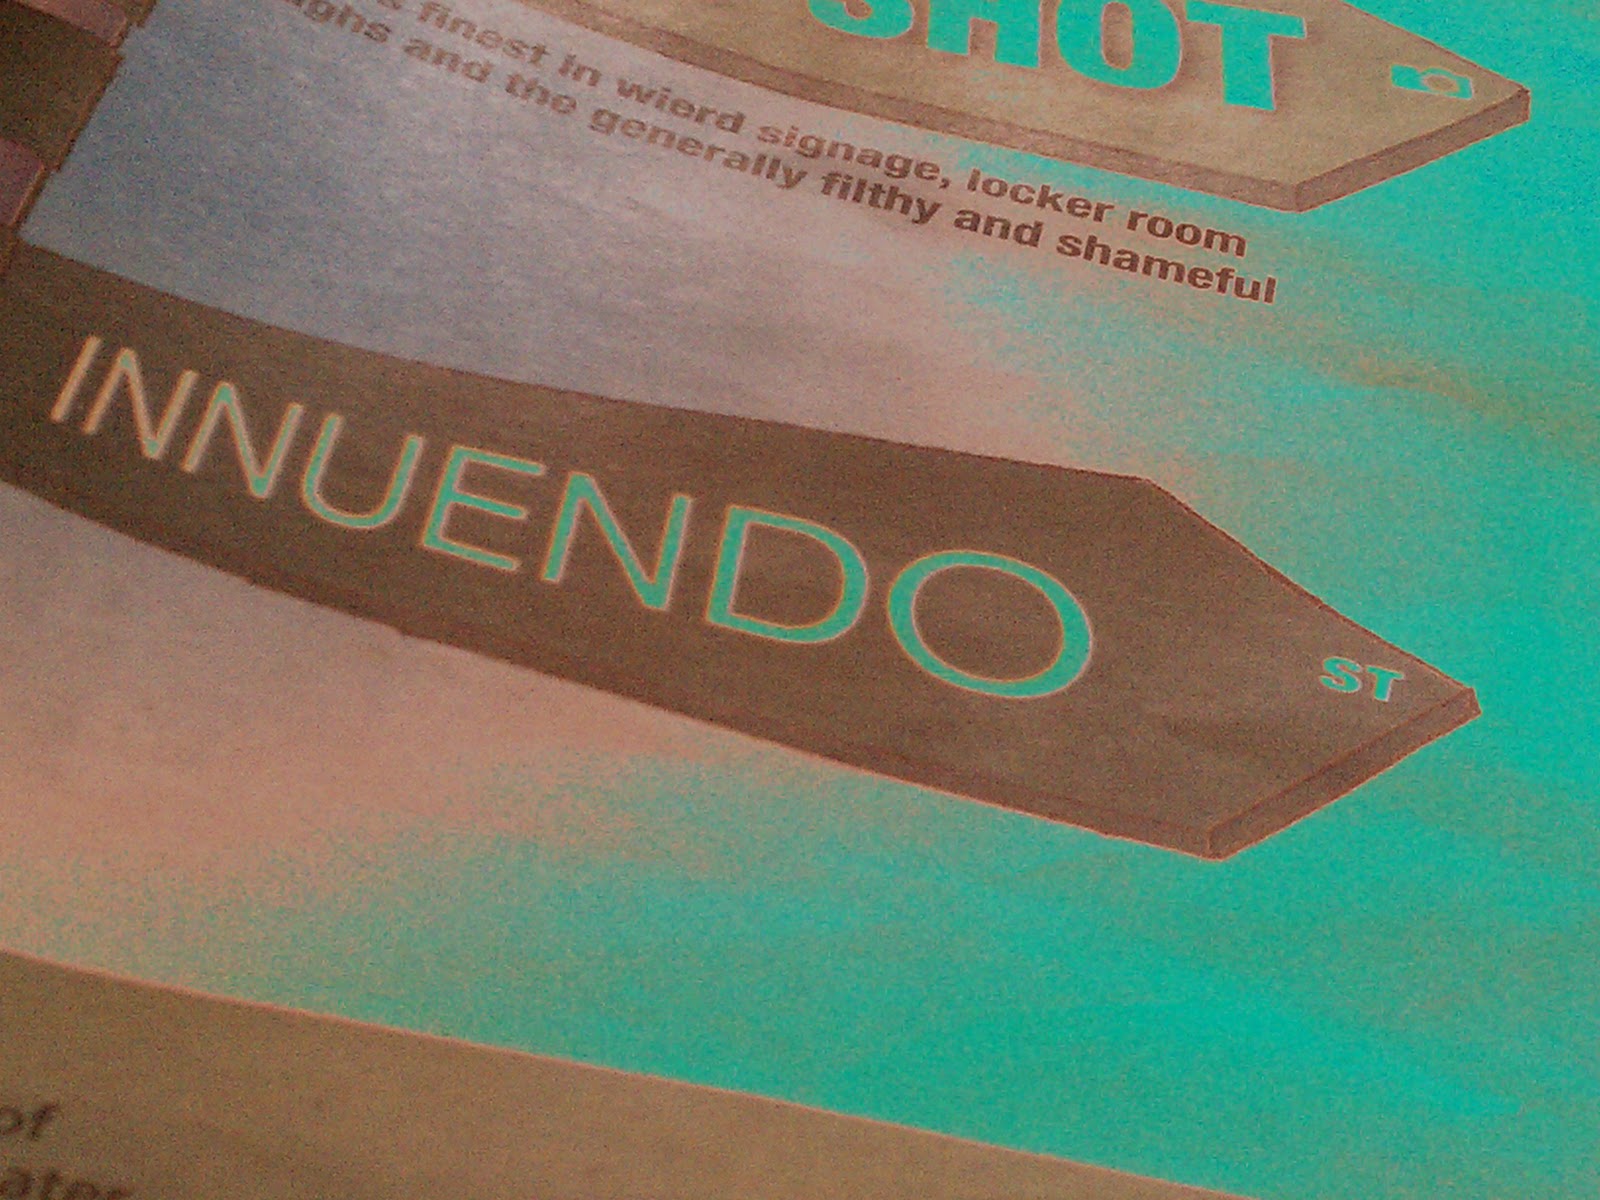 SHOT
& finest in wierd signage, locker room
and the generally filthy and shameful
INNUENDO
ST
of